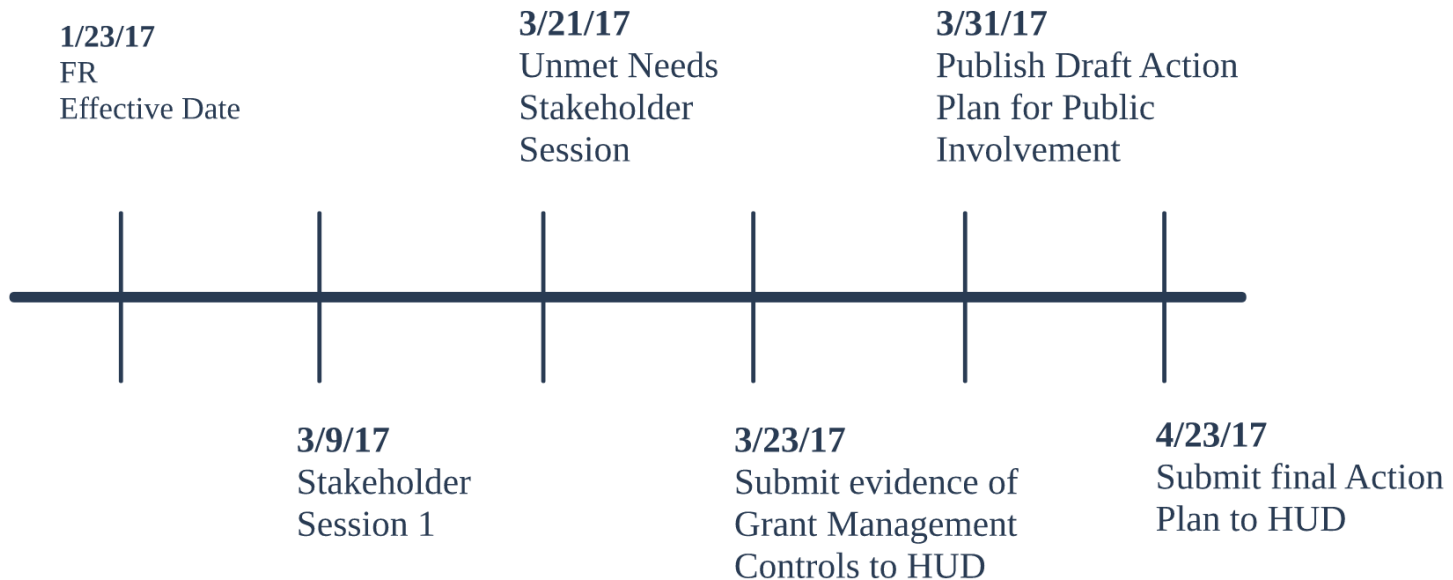 1/23/17
FR
Effective Date
3/9/17
Stakeholder
Session 1
3/21/17
Unmet Needs
Stakeholder
Session
3/23/17
Submit evidence of
Grant Management
Controls to HUD
3/31/17
Publish Draft Action
Plan for Public
Involvement
4/23/17
Submit final Action
Plan to HUD